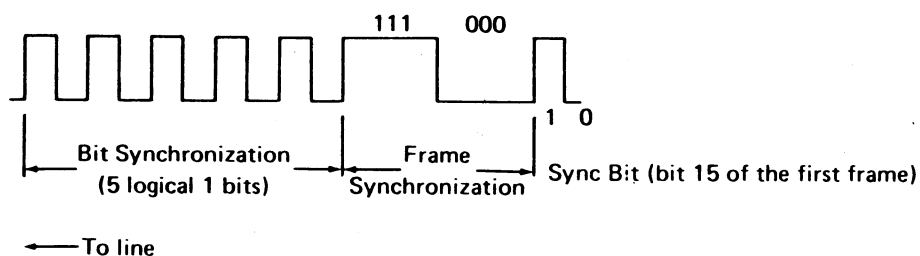 111 000
1 0
Bit Synchronization
(5 logical 1 bits)
Frame
Synchronization
Sync Bit (bit 15 of the first frame)
To line